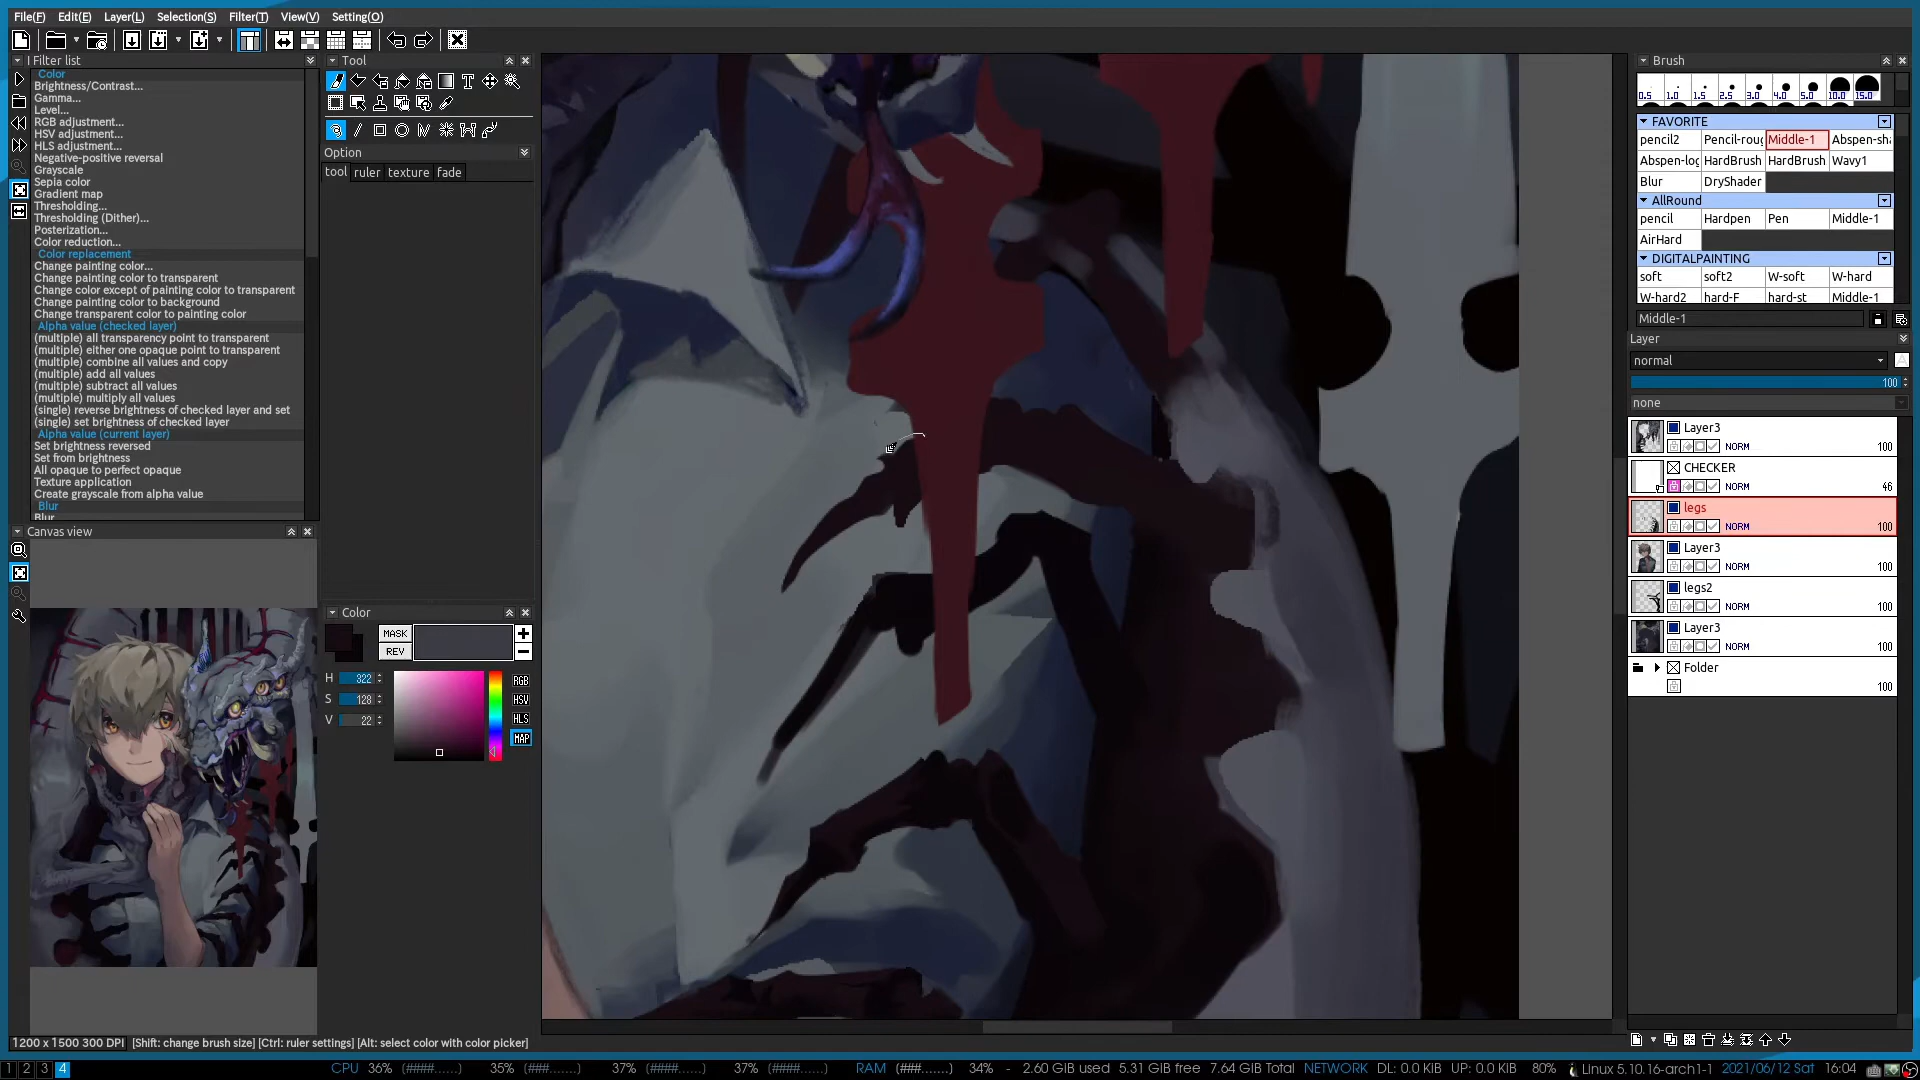 File(F) Edit(E) Layer(L) Selection(S) Filter(T) View(V) Setting(O)
Filter list
Color
Brightness/Contrast...
Gamma...
Level...
RGB adjustment...
HSV adjustment...
HLS adjustment...
Negative-positive reversal
Grayscale
Sepia color
Gradient map
Thresholding...
Thresholding (Dither)...
Posterization...
Color reduction...
Color replacement
Change painting color...
Change painting color to transparent
Change color except of painting color to transparent
Change painting color to background
Change transparent color to painting color
Alpha value (checked layer)
(multiple) all transparency point to transparent
(multiple) either one opaque point to transparent
(multiple) combine all values and copy
(multiple) add all values
(multiple) subtract all values
(multiple) multiply all values
(single) reverse brightness of checked layer and set
(single) set brightness of checked layer
Alpha value (current layer)
Set brightness reversed
Set from brightness
All opaque to perfect opaque
Texture application
Create grayscale from alpha value
Blur
Blur
Canvas view
Tool
Option
tool ruler texture fade
Color
MASK
REV
H 322
S 128
V 22
RGB
HSV
HLS
MAP
Brush
0.5 1.0 1.5 2.5 3.0 4.0 5.0 10.0 15.0
FAVORITE
pencil2 Pencil-roug Middle-1 Abspen-sha
Abspen-log HardBrush HardBrush Wavy1
Blur DryShader
AllRound
pencil Hardpen Pen Middle-1
AirHard
DIGITALPAINTING
soft soft2 W-soft W-hard
W-hard2 hard-F hard-st Middle-1
Middle-1
Layer
normal
100
none
Layer3
NORM 100
CHECKER
NORM 46
legs
NORM 100
Layer3
NORM 100
legs2
NORM 100
Layer3
NORM 100
Folder
100
1200 x 1500 300 DPI [Shift: change brush size] [Ctrl: ruler settings] [Alt: select color with color picker]
1 2 3 4 CPU 36% (####......) 35% (###.......) 37% (####......) 37% (####......) RAM (###.......) 34% - 2.60 GIB used 5.31 GIB free 7.64 GIB Total NETWORK DL: 0.0 KIB UP: 0.0 KIB 80% LInux 5.10.16-arch1-1 2021/06/12 Sat 16:04